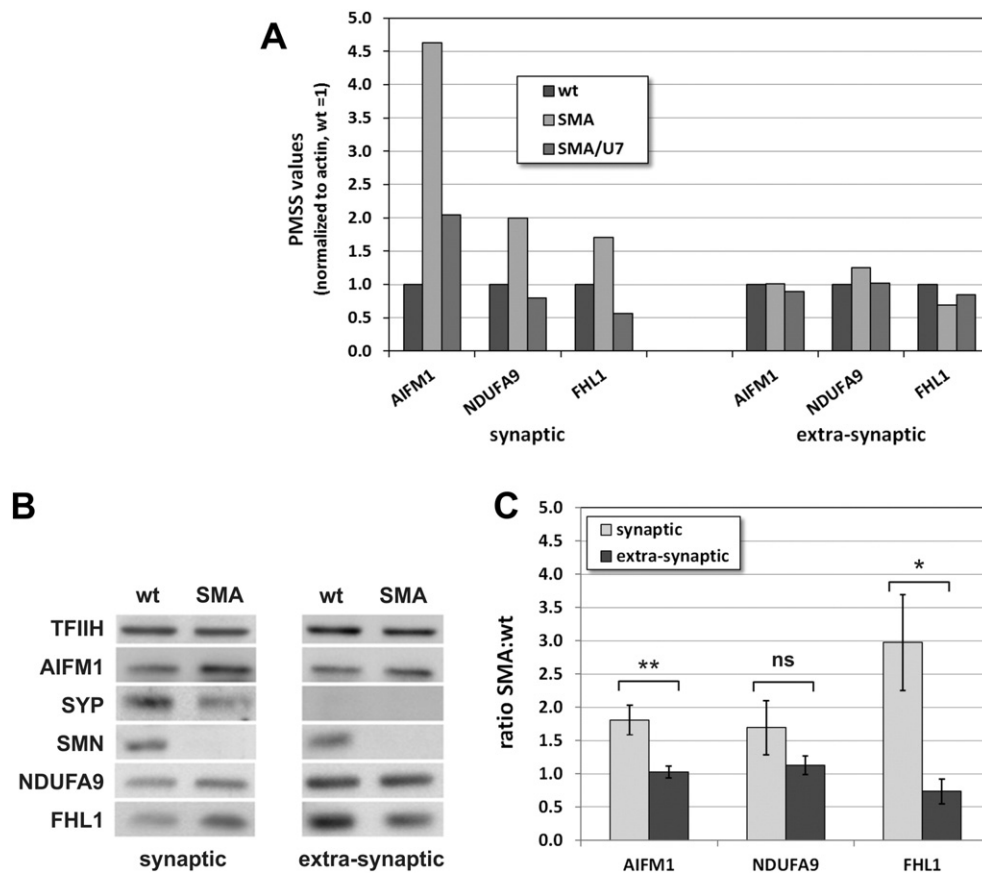 A
PMSS values
(normalized to actin, wt =1)
5.0
4.5
4.0
3.5
3.0
2.5
2.0
1.5
1.0
0.5
0.0
wt
SMA
SMA/U7
AIFM1
NDUFA9
FHL1
AIFM1
NDUFA9
FHL1
synaptic
extra-synaptic
B
wt SMA
wt SMA
TFIIH
AIFM1
SYP
SMN
NDUFA9
FHL1
synaptic
extra-synaptic
C
ratio SMA:wt
5.0
4.5
4.0
3.5
3.0
2.5
2.0
1.5
1.0
0.5
0.0
synaptic
extra-synaptic
**
ns
*
AIFM1
NDUFA9
FHL1